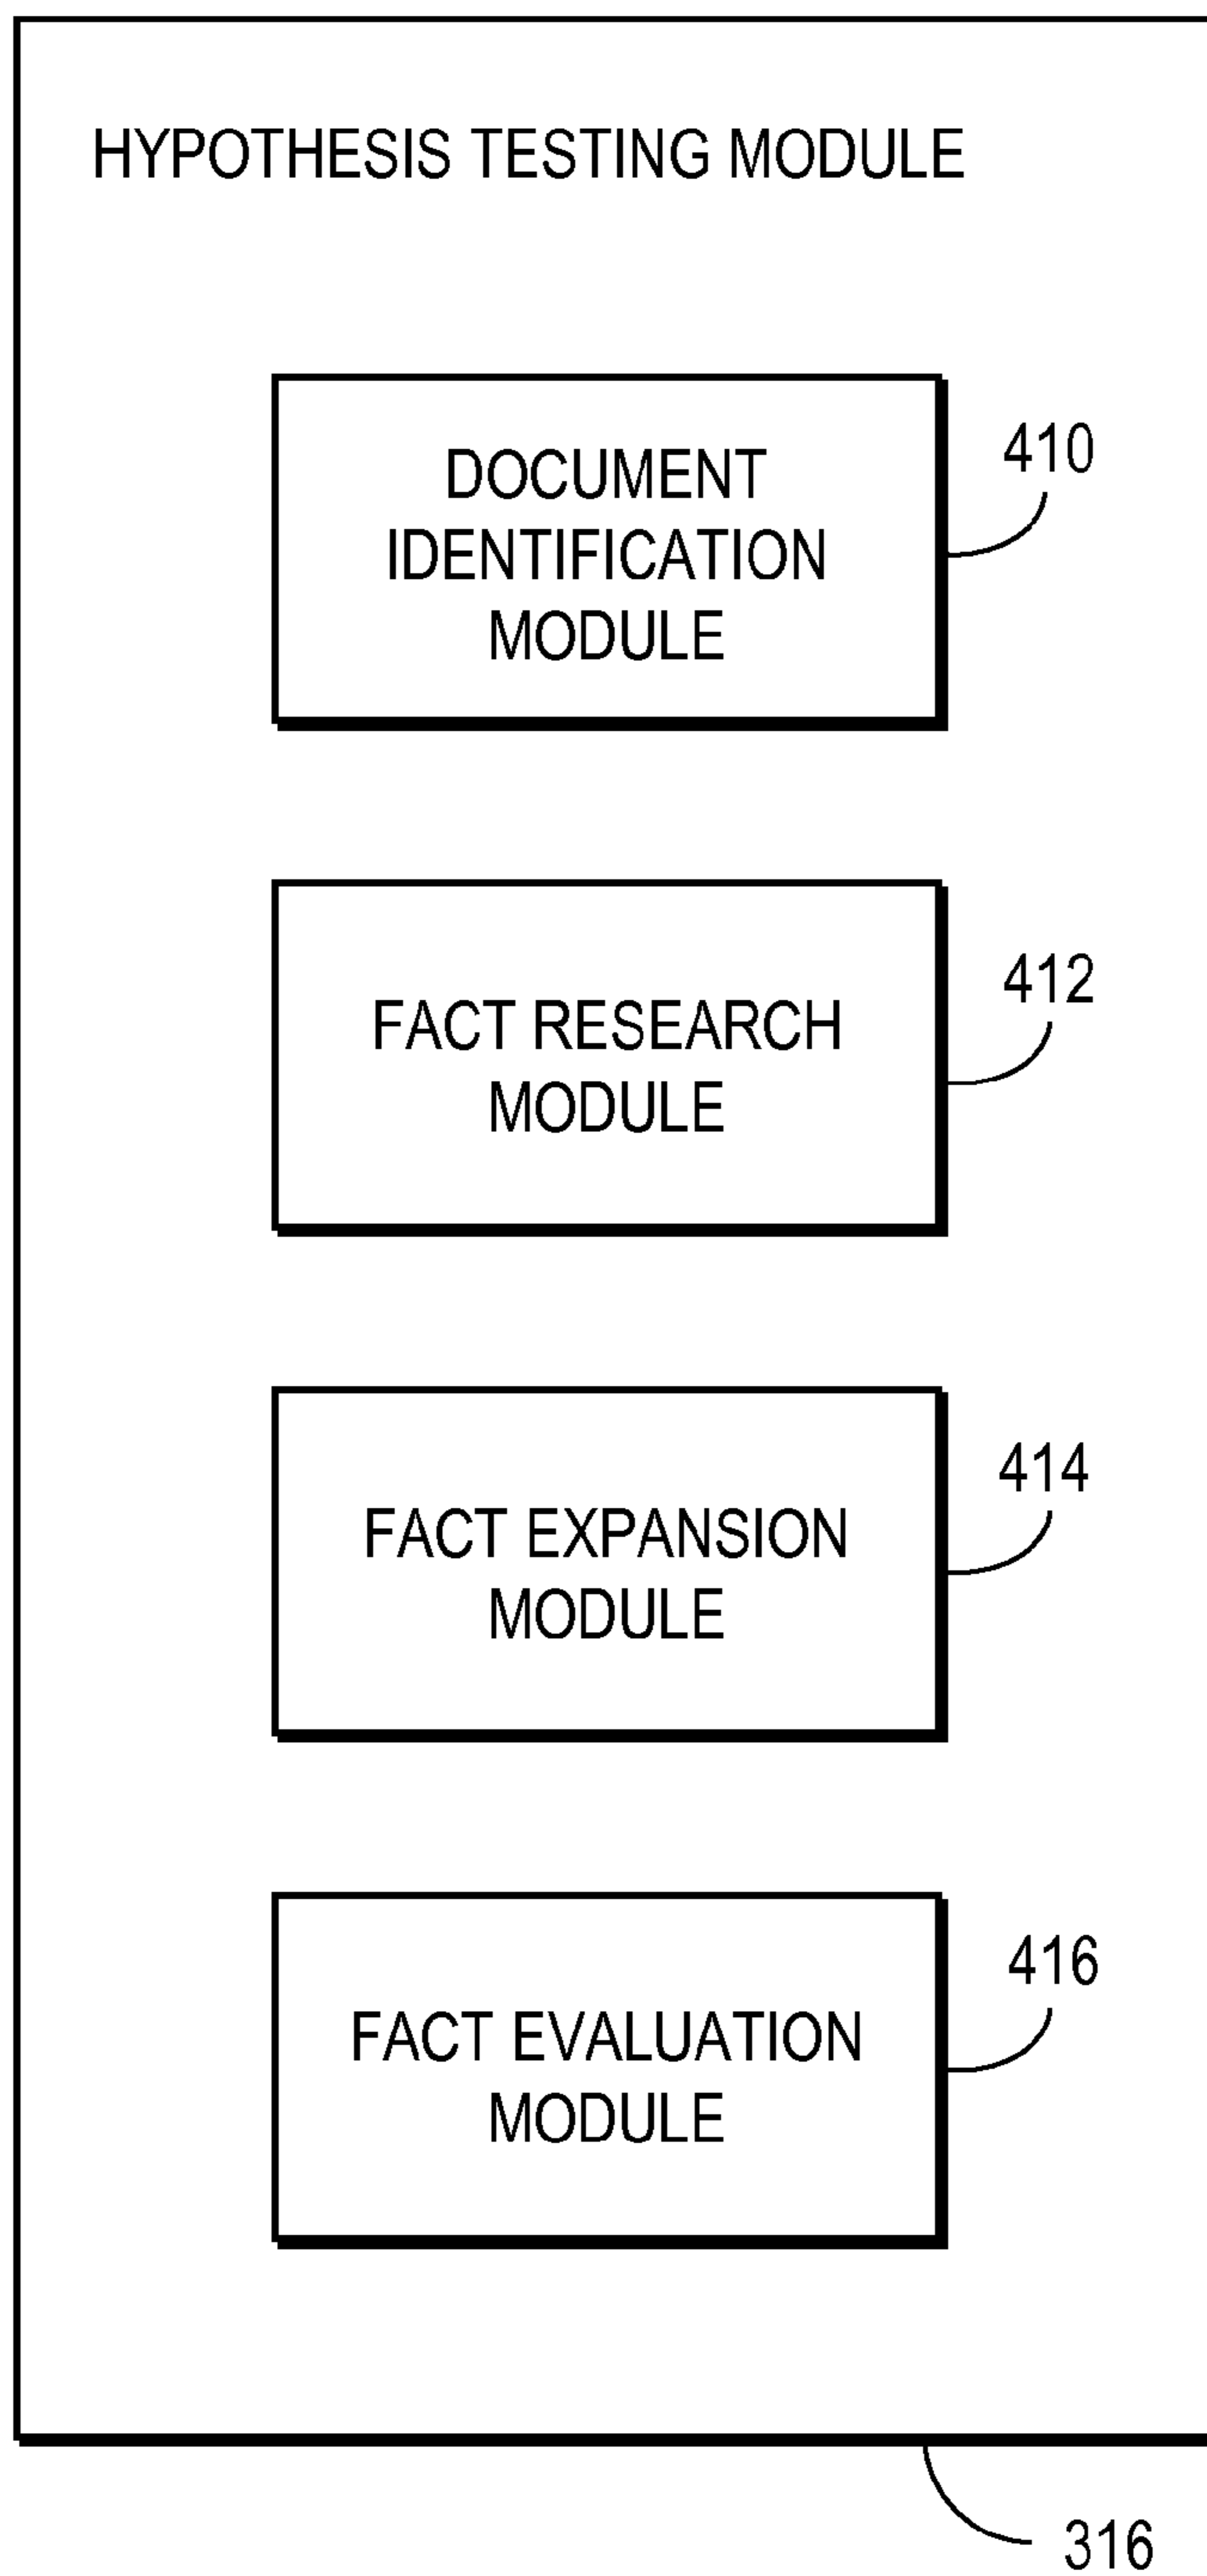 HYPOTHESIS TESTING MODULE
DOCUMENT
IDENTIFICATION
MODULE
410
FACT RESEARCH
MODULE
412
FACT EXPANSION
MODULE
414
FACT EVALUATION
MODULE
416
316